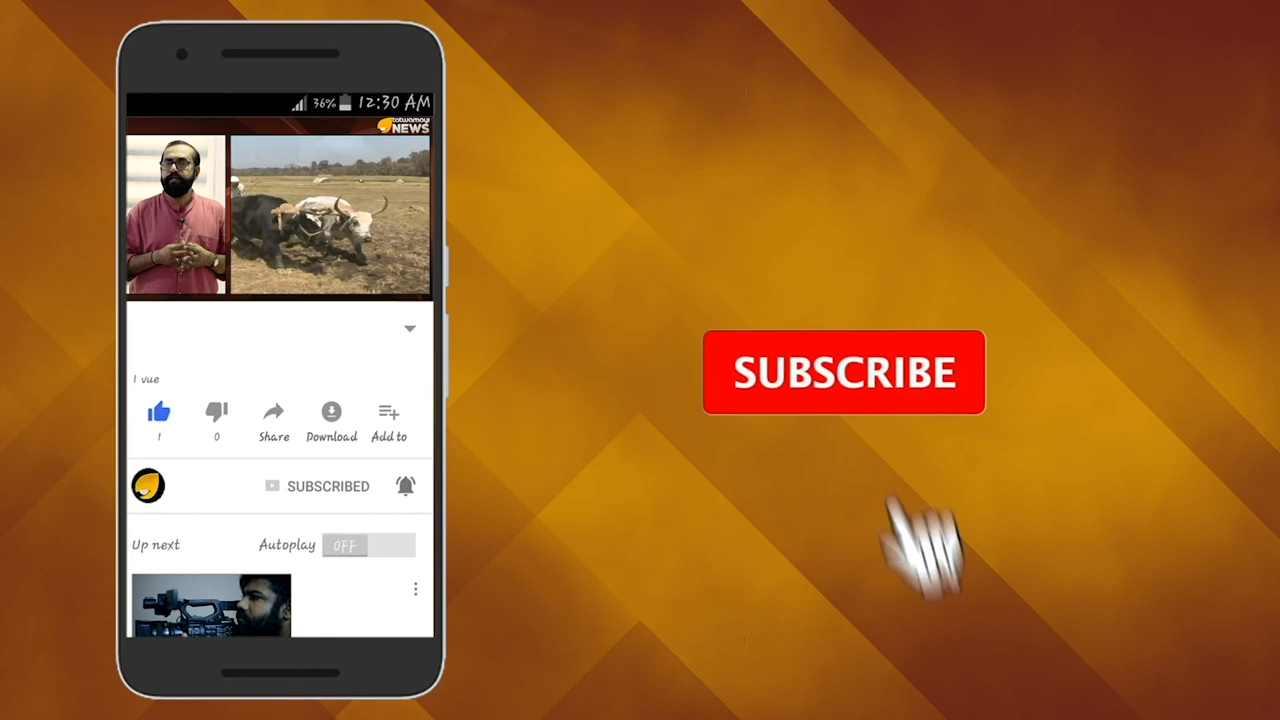 36% 12:30 AM
tatwamayi
NEWS
1 vue
1
0
Share
Download
Add to
SUBSCRIBED
Up next
Autoplay
OFF
SUBSCRIBE